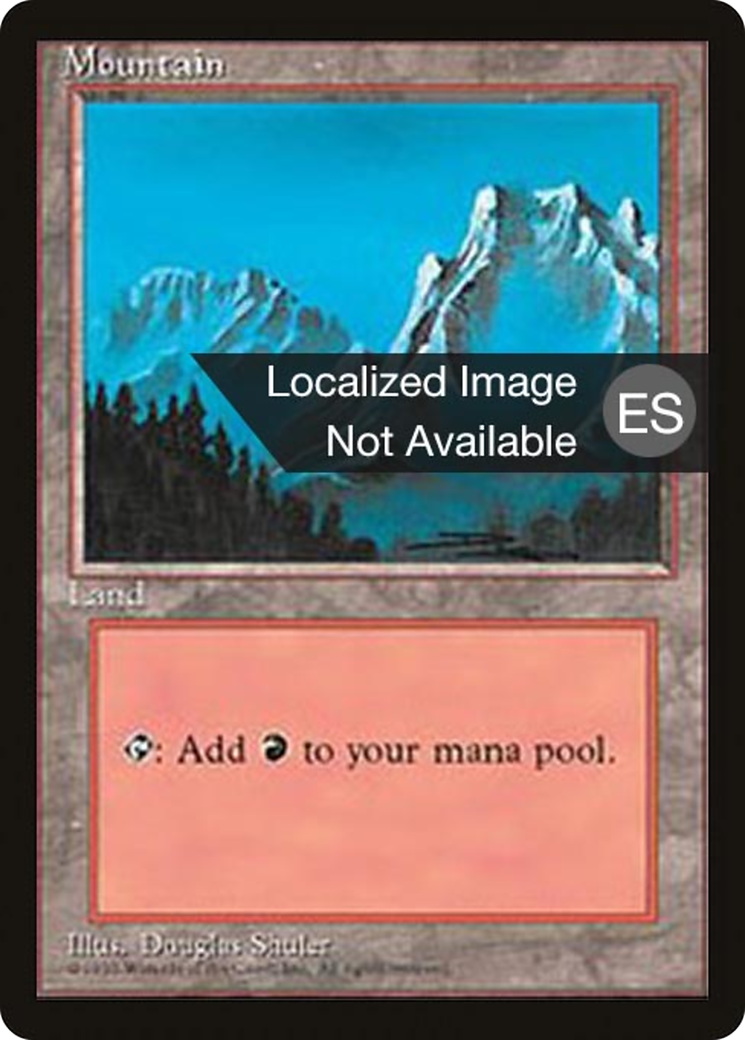 Mountain
Localized Image
Not Available
ES
Land
: Add to your mana pool.
Illus. Douglas Shuler